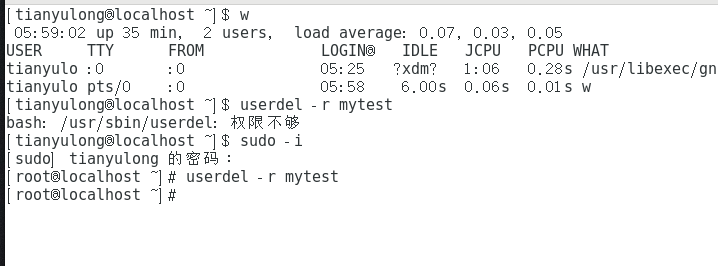 [tianyulong@localhost ~]$ w
 05:59:02 up 35 min,  2 users,  load average: 0.07, 0.03, 0.05
USER     TTY      FROM             LOGIN@   IDLE   JCPU   PCPU WHAT
tianyulo :0       :0               05:25   ?xdm?   1:06   0.28s /usr/libexec/gn
tianyulo pts/0    :0               05:58    6.00s  0.06s  0.01s w
[tianyulong@localhost ~]$ userdel -r mytest
bash: /usr/sbin/userdel: 权限不够
[tianyulong@localhost ~]$ sudo -i
[sudo] tianyulong 的密码：
[root@localhost ~]# userdel -r mytest
[root@localhost ~]#